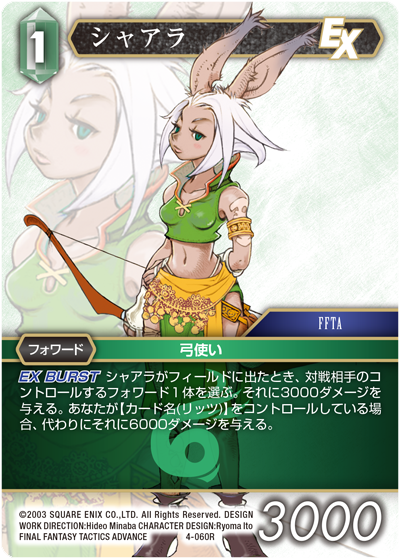 1 シャアラ EX
FFTA
フォワード 弓使い
EX BURST シャアラがフィールドに出たとき、対戦相手のコ
ントロールするフォワード1体を選ぶ。それに3000ダメージを
与える。あなたが【カード名(リッツ)】をコントロールしている場
合、代わりにそれに6000ダメージを与える。
©2003 SQUARE ENIX CO.,LTD. All Rights Reserved. DESIGN
WORK DIRECTION:Hideo Minaba CHARACTER DESIGN:Ryoma Ito
FINAL FANTASY TACTICS ADVANCE 4-060R
3000